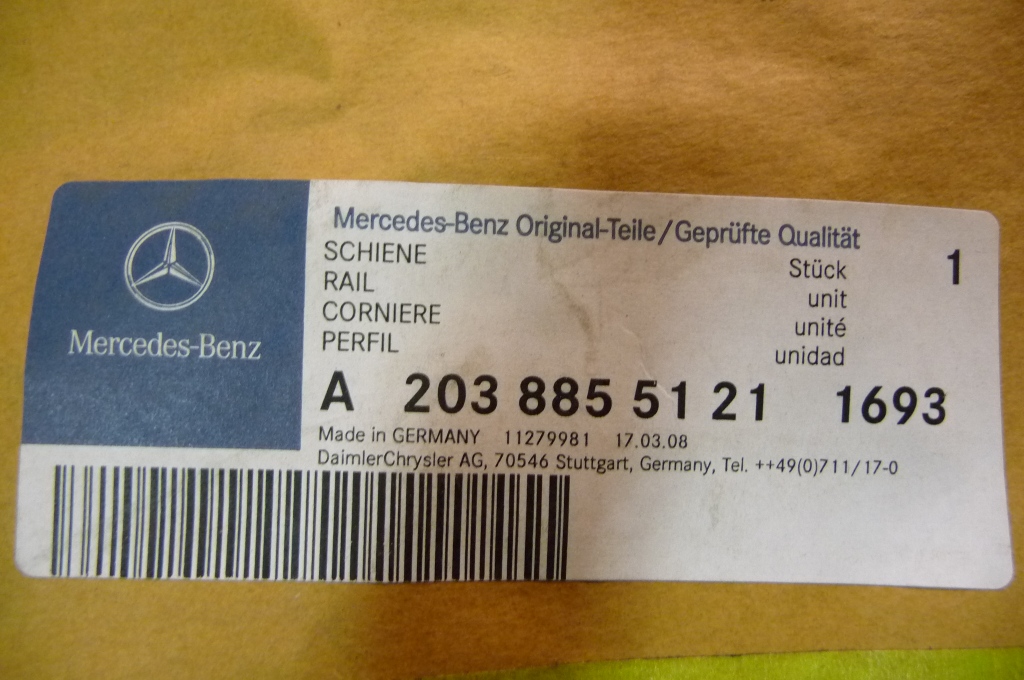 Mercedes-Benz
Mercedes-Benz Original-Teile/Geprüfte Qualität
SCHIENE
RAIL
CORNIERE
PERFIL
Stück 1
unit
unité
unidad
A 203 885 51 21 1693
Made in GERMANY 11279981 17.03.08
DaimlerChrysler AG, 70546 Stuttgart, Germany, Tel. ++49(0)711/17-0